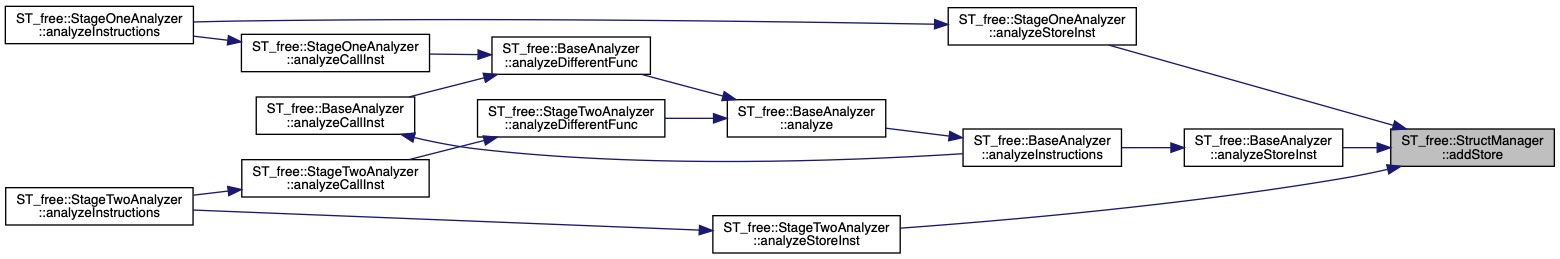 ST_free::StageOneAnalyzer
::analyzeInstructions
ST_free::StageOneAnalyzer
::analyzeStoreInst
ST_free::StageOneAnalyzer
::analyzeCallInst
ST_free::BaseAnalyzer
::analyzeDifferentFunc
ST_free::BaseAnalyzer
::analyzeCallInst
ST_free::StageTwoAnalyzer
::analyzeDifferentFunc
ST_free::BaseAnalyzer
::analyze
ST_free::BaseAnalyzer
::analyzeInstructions
ST_free::BaseAnalyzer
::analyzeStoreInst
ST_free::StructManager
::addStore
ST_free::StageTwoAnalyzer
::analyzeCallInst
ST_free::StageTwoAnalyzer
::analyzeInstructions
ST_free::StageTwoAnalyzer
::analyzeStoreInst